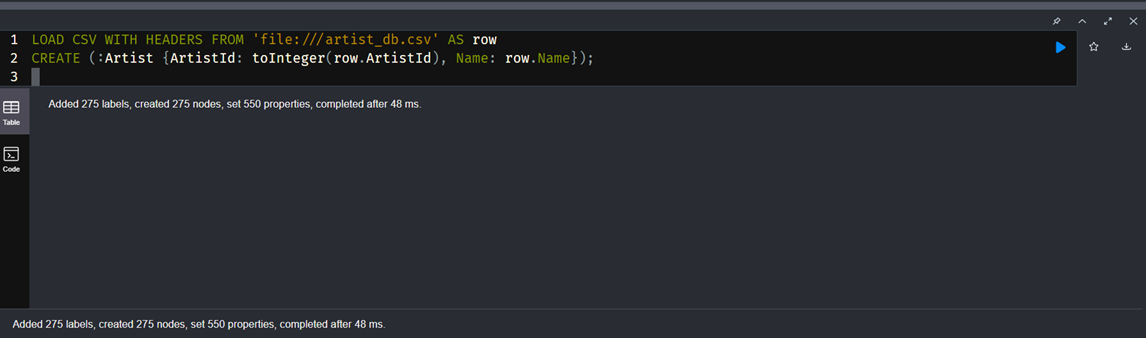 1 LOAD CSV WITH HEADERS FROM 'file:///artist_db.csv' AS row
2 CREATE (:Artist {ArtistId: toInteger(row.ArtistId), Name: row.Name});
3
Added 275 labels, created 275 nodes, set 550 properties, completed after 48 ms.
Table
Code
Added 275 labels, created 275 nodes, set 550 properties, completed after 48 ms.